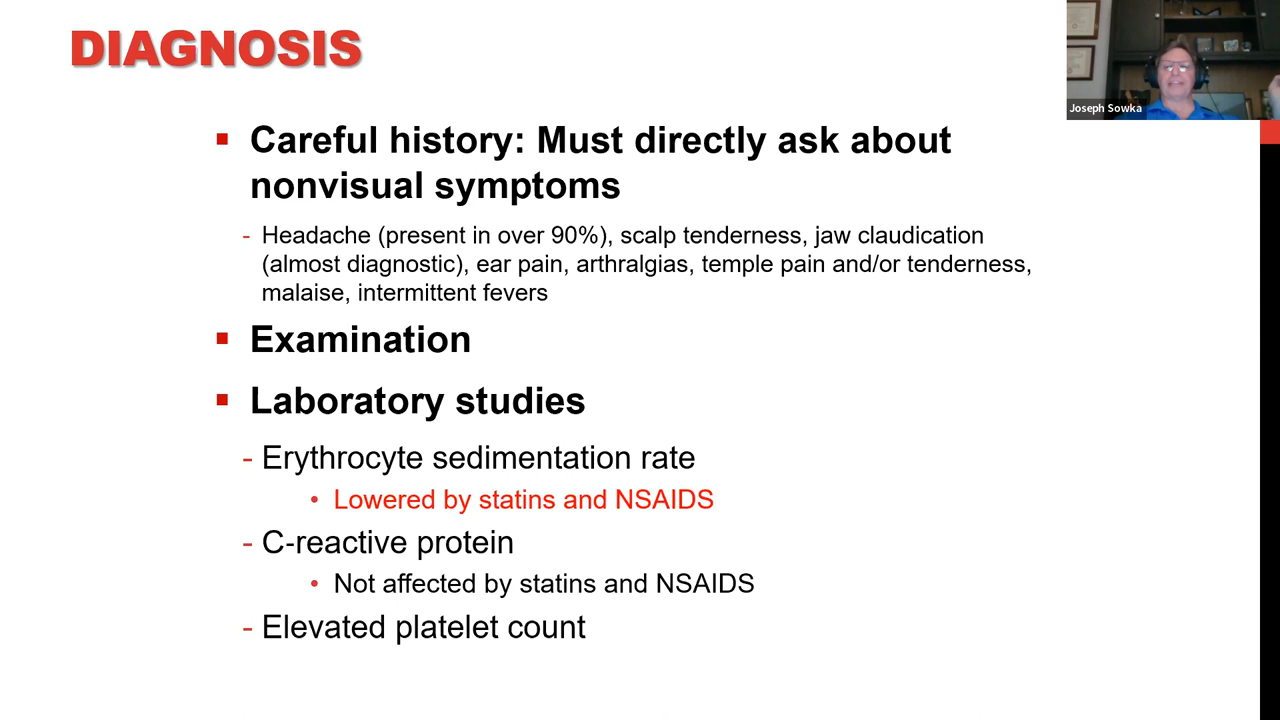 DIAGNOSIS
Joseph Sowka
▪ Careful history: Must directly ask about
nonvisual symptoms
- Headache (present in over 90%), scalp tenderness, jaw claudication
(almost diagnostic), ear pain, arthralgias, temple pain and/or tenderness,
malaise, intermittent fevers
▪ Examination
▪ Laboratory studies
- Erythrocyte sedimentation rate
• Lowered by statins and NSAIDS
- C-reactive protein
• Not affected by statins and NSAIDS
- Elevated platelet count